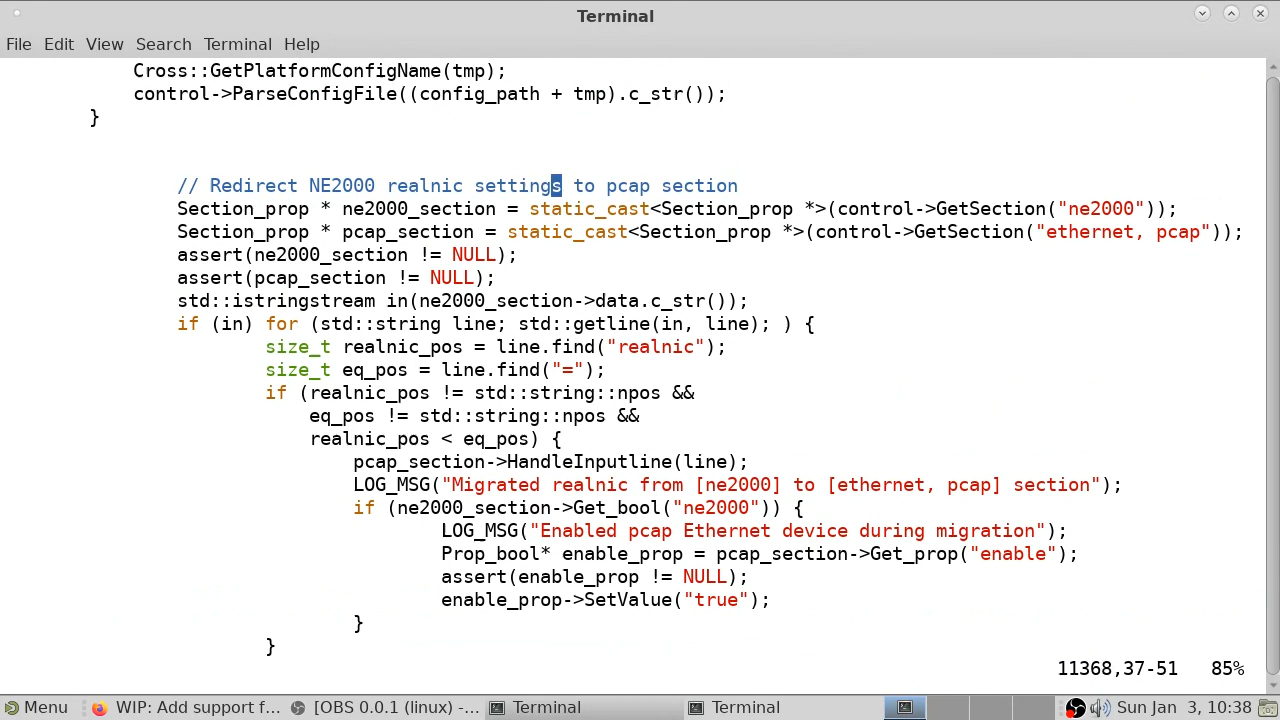 Terminal
File Edit View Search Terminal Help
Cross::GetPlatformConfigName(tmp);
control->ParseConfigFile((config_path + tmp).c_str());
}
// Redirect NE2000 realnic settings to pcap section
Section_prop * ne2000_section = static_cast<Section_prop *>(control->GetSection("ne2000"));
Section_prop * pcap_section = static_cast<Section_prop *>(control->GetSection("ethernet, pcap"));
assert(ne2000_section != NULL);
assert(pcap_section != NULL);
std::istringstream in(ne2000_section->data.c_str());
if (in) for (std::string line; std::getline(in, line); ) {
size_t realnic_pos = line.find("realnic");
size_t eq_pos = line.find("=");
if (realnic_pos != std::string::npos &&
eq_pos != std::string::npos &&
realnic_pos < eq_pos) {
pcap_section->HandleInputline(line);
LOG_MSG("Migrated realnic from [ne2000] to [ethernet, pcap] section");
if (ne2000_section->Get_bool("ne2000")) {
LOG_MSG("Enabled pcap Ethernet device during migration");
Prop_bool* enable_prop = pcap_section->Get_prop("enable");
assert(enable_prop != NULL);
enable_prop->SetValue("true");
}
}
11368,37-51 85%
Menu WIP: Add support f... [OBS 0.0.1 (linux) -... Terminal Terminal Sun Jan 3, 10:38